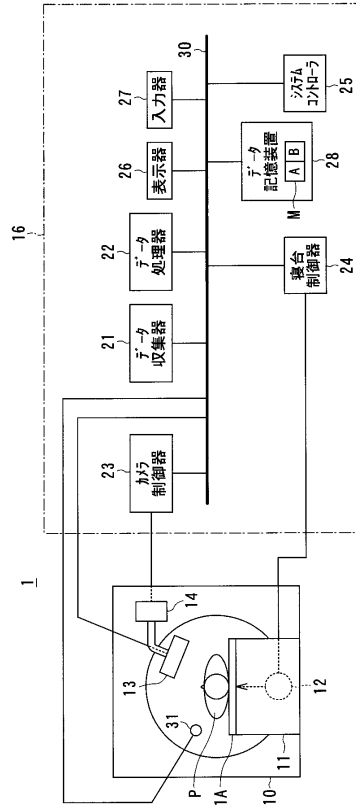 1
16
カメラ
制御器
23
データ
収集器
21
データ
処理器
22
表示器
26
入力器
27
30
寝台
制御器
24
データ
記憶装置
A B
M
28
システム
コントローラ
25
14
13
31
P
1A
10
11
12